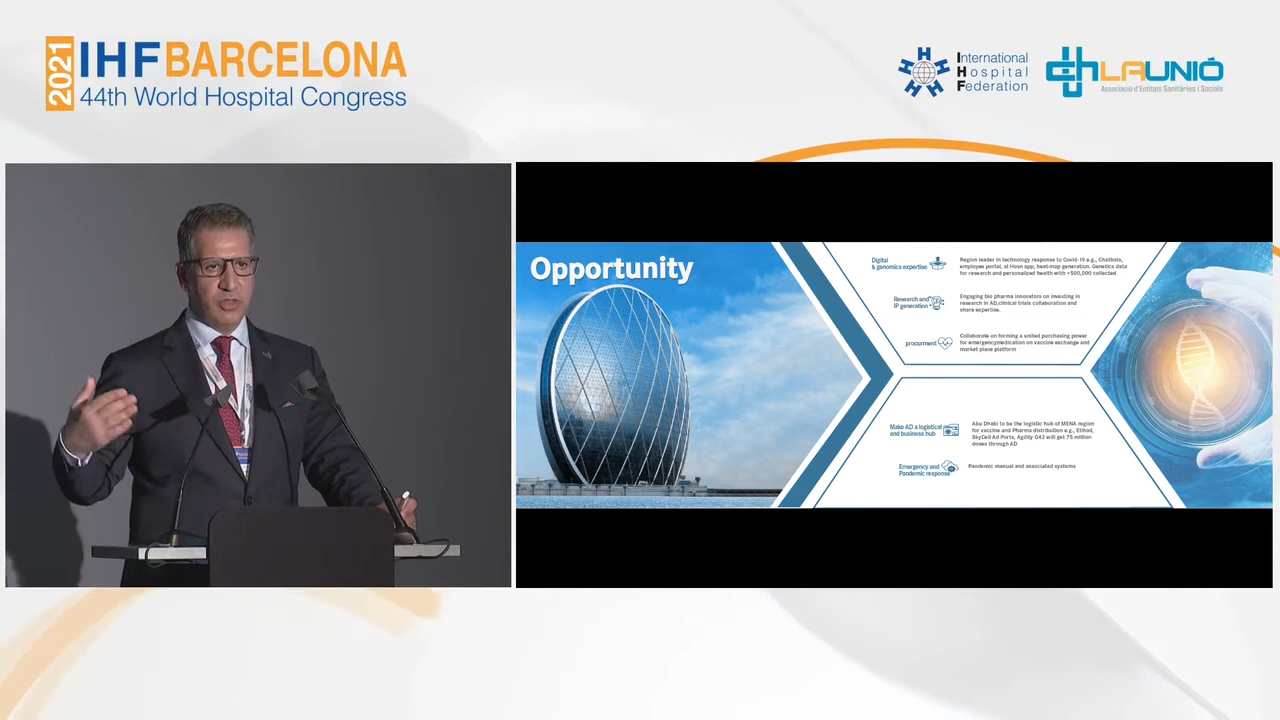 2021
IHF BARCELONA
44th World Hospital Congress
International
Hospital
Federation
LAUNIÓ
Associació d'Entitats Sanitàries i Socials
Opportunity
Digital
& genomics expertise
Region leader in technology response to Covid-19 e.g., Chatbots,
employee portal, al Hosn app, heat-map generation. Genetics data
for research and personalized health with +500,000 collected
Research and
IP generation
Engaging bio pharma innovators on investing in
research in AD,clinical trials collaboration and
share expertise.
procurment
Collaborate on forming a united purchasing power
for emergencymedication on vaccine exchange and
market place platform
Make AD a logistical
and business hub
Abu Dhabi to be the logistic hub of MENA region
for vaccine and Pharma distribution e.g., Etihad,
SkyCell Ad Ports, Agility G42 will get 75 million
doses through AD
Emergency and
Pandemic response
Pandemic manual and associated systems